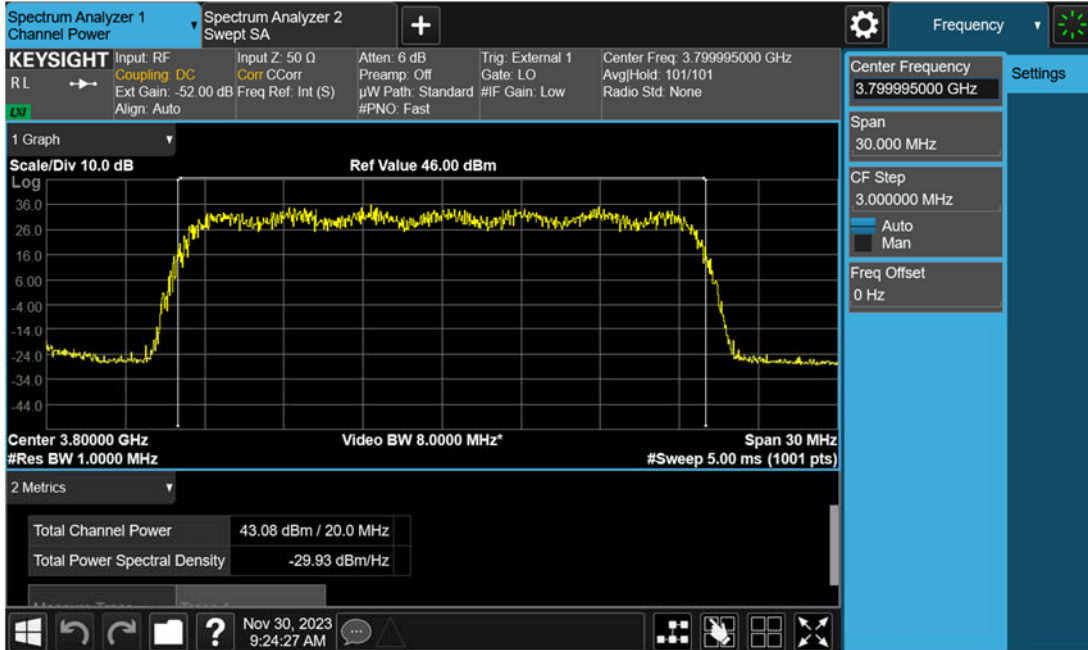 Spectrum Analyzer 1
Channel Power
Spectrum Analyzer 2
Swept SA
+
Frequency
KEYSIGHT
RL
LXI
Input: RF
Coupling: DC
Ext Gain: -52.00 dB
Align: Auto
Input Z: 50 Ω
Corr CCorr
Freq Ref: Int (S)
Atten: 6 dB
Preamp: Off
µW Path: Standard
#PNO: Fast
Trig: External 1
Gate: LO
#IF Gain: Low
Center Freq: 3.799995000 GHz
Avg|Hold: 101/101
Radio Std: None
Center Frequency
3.799995000 GHz
Settings
Span
30.000 MHz
CF Step
3.000000 MHz
Auto
Man
Freq Offset
0 Hz
1 Graph
Scale/Div 10.0 dB
Ref Value 46.00 dBm
Log
36.0
26.0
16.0
6.00
-4.00
-14.0
-24.0
-34.0
-44.0
Center 3.80000 GHz
Video BW 8.0000 MHz*
Span 30 MHz
#Res BW 1.0000 MHz
#Sweep 5.00 ms (1001 pts)
2 Metrics
Total Channel Power 43.08 dBm / 20.0 MHz
Total Power Spectral Density -29.93 dBm/Hz
?
Nov 30, 2023
9:24:27 AM